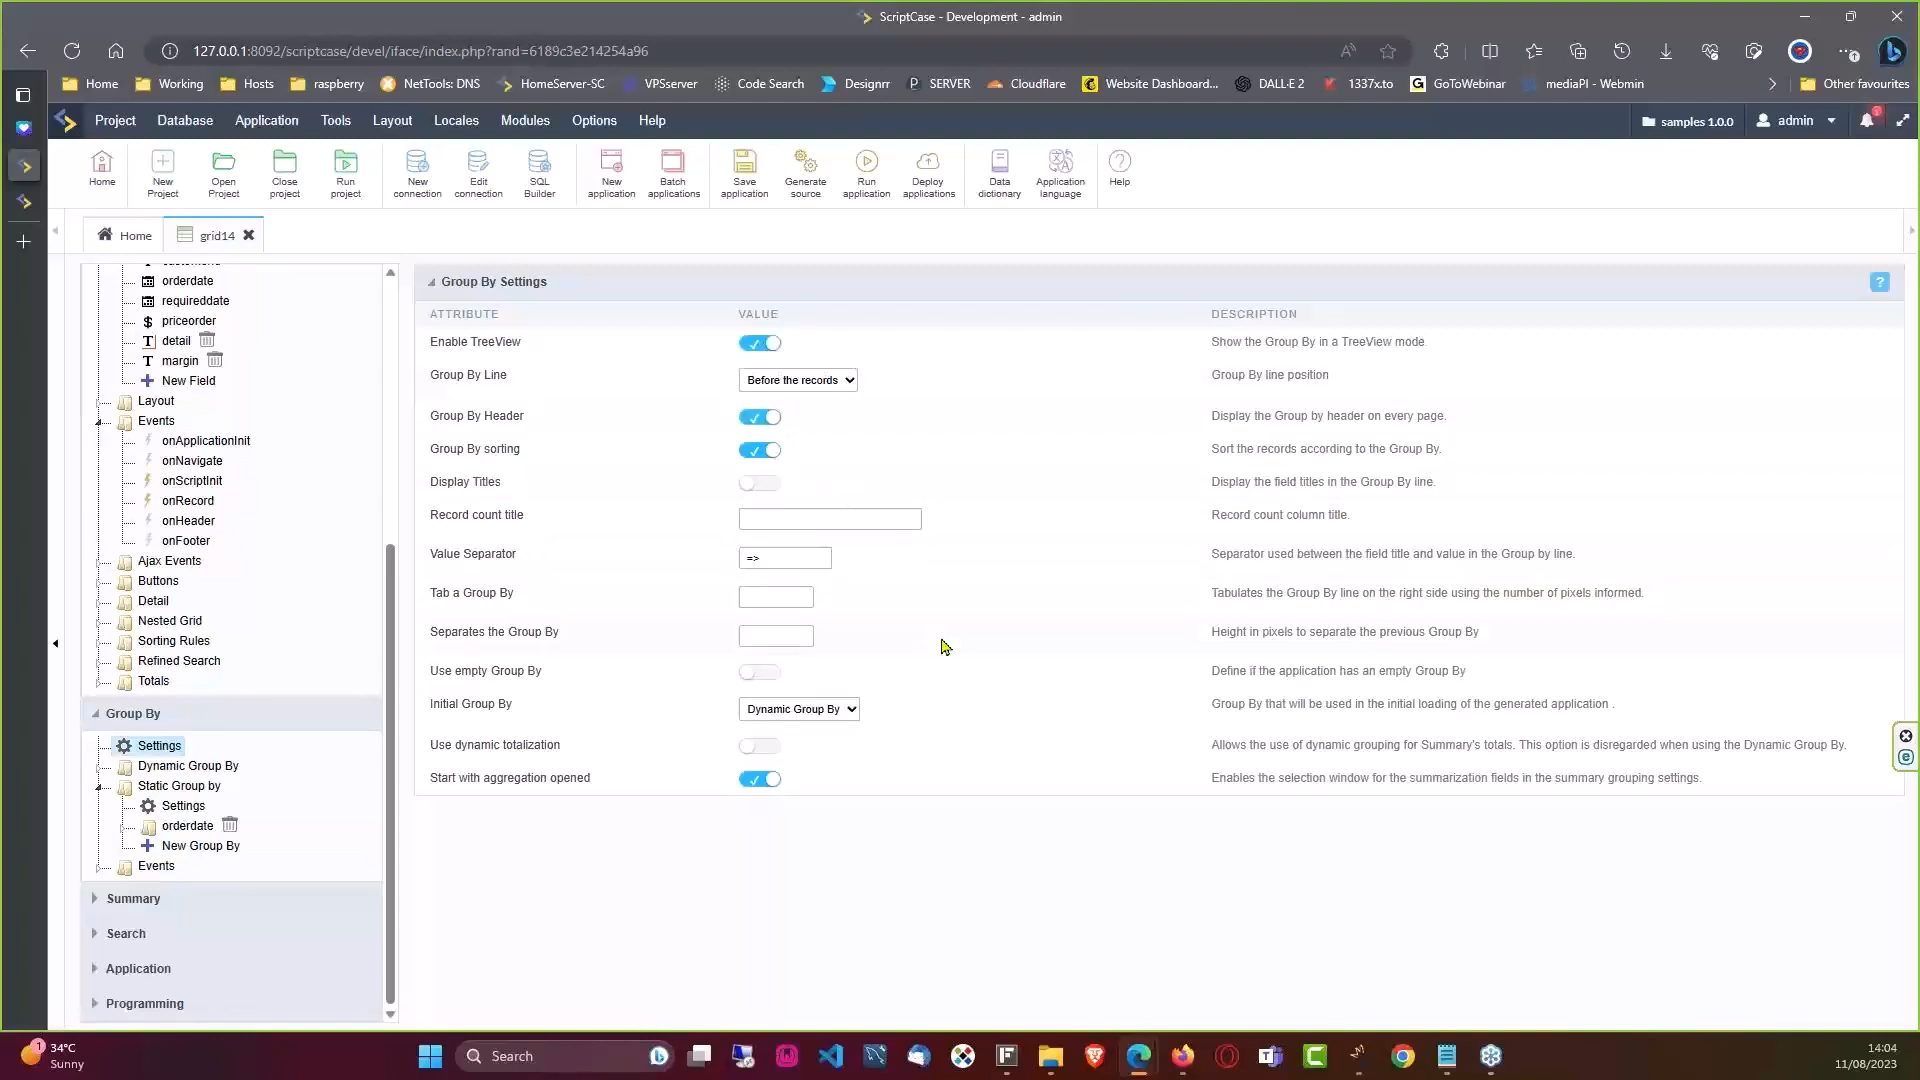 ScriptCase - Development - admin
127.0.0.1:8092/scriptcase/devel/iface/index.php?rand=6189c3e214254a96
Home Working Hosts raspberry NetTools: DNS HomeServer-SC VPSserver Code Search Designrr SERVER Cloudflare Website Dashboard... DALL·E 2 1337x.to GoToWebinar mediaPI - Webmin Other favourites
Project Database Application Tools Layout Locales Modules Options Help samples 1.0.0 admin
Home
New Project
Open Project
Close project
Run project
New connection
Edit connection
SQL Builder
New application
Batch applications
Save application
Generate source
Run application
Deploy applications
Data dictionary
Application language
Help
Home grid14
orderdate
requireddate
priceorder
detail
margin
New Field
Layout
Events
onApplicationInit
onNavigate
onScriptInit
onRecord
onHeader
onFooter
Ajax Events
Buttons
Detail
Nested Grid
Sorting Rules
Refined Search
Totals
Group By
Settings
Dynamic Group By
Static Group by
Settings
orderdate
New Group By
Events
Summary
Search
Application
Programming
Group By Settings ?
ATTRIBUTE VALUE DESCRIPTION
Enable TreeView Show the Group By in a TreeView mode.
Group By Line Before the records Group By line position
Group By Header Display the Group by header on every page.
Group By sorting Sort the records according to the Group By.
Display Titles Display the field titles in the Group By line.
Record count title Record count column title.
Value Separator => Separator used between the field title and value in the Group by line.
Tab a Group By Tabulates the Group By line on the right side using the number of pixels informed.
Separates the Group By Height in pixels to separate the previous Group By
Use empty Group By Define if the application has an empty Group By
Initial Group By Dynamic Group By Group By that will be used in the initial loading of the generated application .
Use dynamic totalization Allows the use of dynamic grouping for Summary's totals. This option is disregarded when using the Dynamic Group By.
Start with aggregation opened Enables the selection window for the summarization fields in the summary grouping settings.
1 34°C
Sunny
Search
14:04
11/08/2023